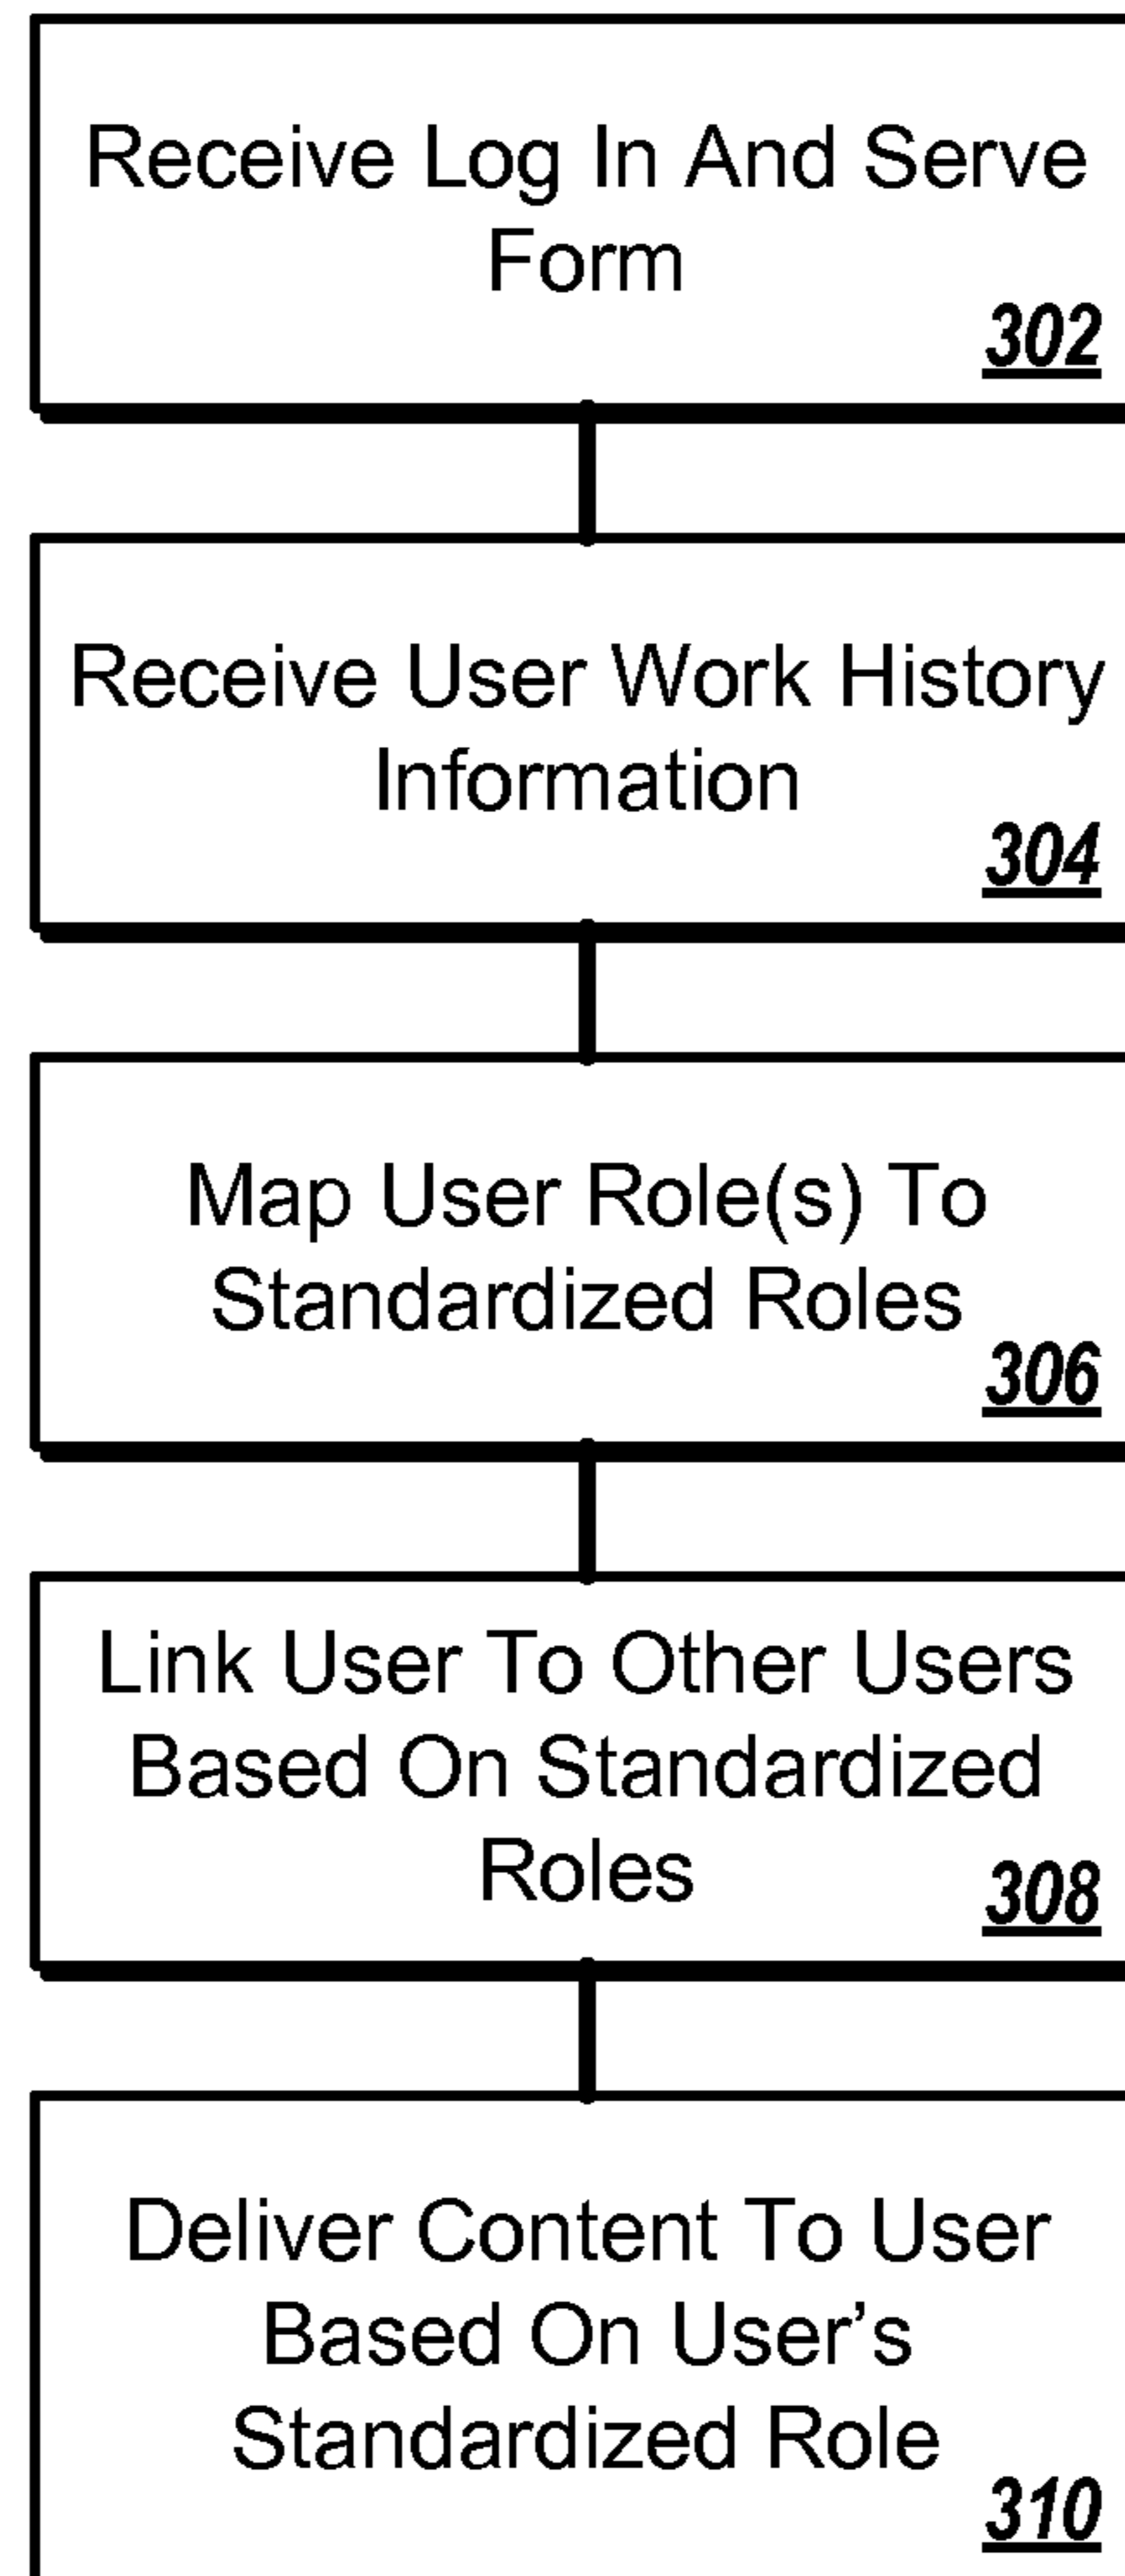 Receive Log In And Serve
Form
302
Receive User Work History
Information
304
Map User Role(s) To
Standardized Roles
306
Link User To Other Users
Based On Standardized
Roles
308
Deliver Content To User
Based On User’s
Standardized Role
310